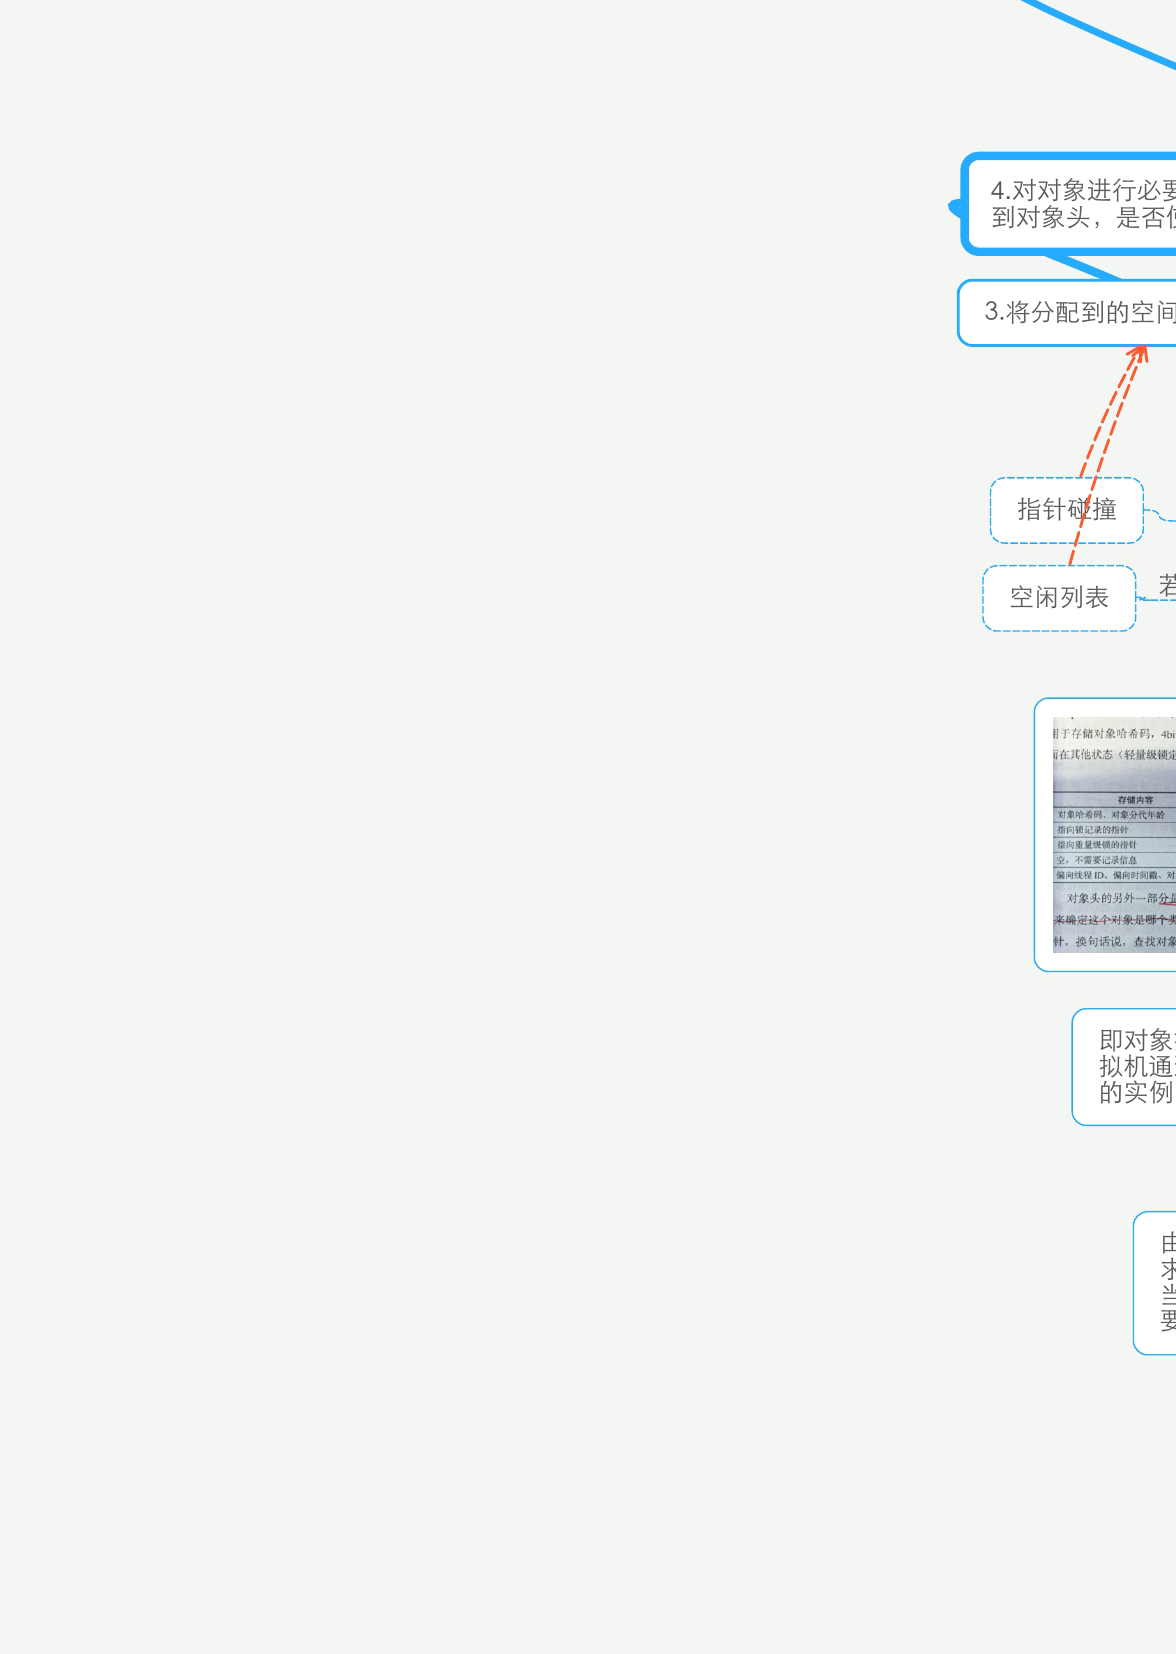 4.对对象进行必要
到对象头，是否使
3.将分配到的空间
指针碰撞
空闲列表
若
用于存储对象哈希码，4bi
而在其他状态（轻量级锁定
存储内容
对象哈希码、对象分代年龄
指向锁记录的指针
指向重量级锁的指针
空，不需要记录信息
偏向线程 ID、偏向时间戳、对
对象头的另外一部分是
来确定这个对象是哪个类
针，换句话说，查找对象
即对象
拟机通
的实例
由
求
当
要